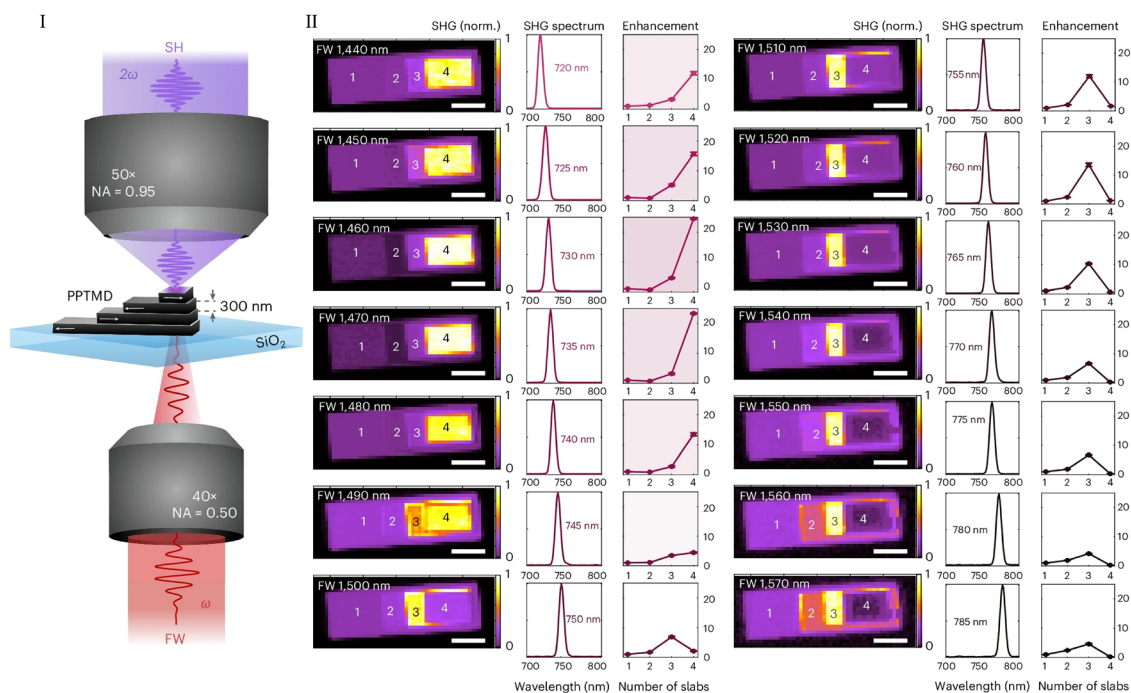 I
SH
2ω
50×
NA = 0.95
PPTMD
300 nm
SiO2
40×
NA = 0.50
ω
FW
II
SHG (norm.) SHG spectrum Enhancement
FW 1,440 nm
1 2 3 4
1
0
720 nm
700 750 800
20
10
0
1 2 3 4
FW 1,450 nm
1 2 3 4
1
0
725 nm
700 750 800
20
10
0
1 2 3 4
FW 1,460 nm
1 2 3 4
1
0
730 nm
700 750 800
20
10
0
1 2 3 4
FW 1,470 nm
1 2 3 4
1
0
735 nm
700 750 800
20
10
0
1 2 3 4
FW 1,480 nm
1 2 3 4
1
0
740 nm
700 750 800
20
10
0
1 2 3 4
FW 1,490 nm
1 2 3 4
1
0
745 nm
700 750 800
20
10
0
1 2 3 4
FW 1,500 nm
1 2 3 4
1
0
750 nm
700 750 800
20
10
0
1 2 3 4
Wavelength (nm) Number of slabs
SHG (norm.) SHG spectrum Enhancement
FW 1,510 nm
1 2 3 4
1
0
755 nm
700 750 800
20
10
0
1 2 3 4
FW 1,520 nm
1 2 3 4
1
0
760 nm
700 750 800
20
10
0
1 2 3 4
FW 1,530 nm
1 2 3 4
1
0
765 nm
700 750 800
20
10
0
1 2 3 4
FW 1,540 nm
1 2 3 4
1
0
770 nm
700 750 800
20
10
0
1 2 3 4
FW 1,550 nm
1 2 3 4
1
0
775 nm
700 750 800
20
10
0
1 2 3 4
FW 1,560 nm
1 2 3 4
1
0
780 nm
700 750 800
20
10
0
1 2 3 4
FW 1,570 nm
1 2 3 4
1
0
785 nm
700 750 800
20
10
0
1 2 3 4
Wavelength (nm) Number of slabs